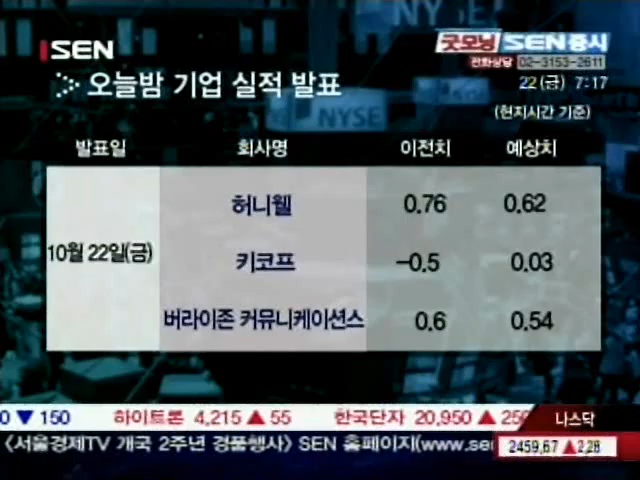 SEN
굿모닝 SEN증시
전화상담 02-3153-2611
오늘밤 기업 실적 발표
22(금) 7:17
(현지시간 기준)
NYSE
발표일 회사명 이전치 예상치
허니웰 0.76 0.62
10월 22일(금)
키코프 -0.5 0.03
버라이존 커뮤니케이션스 0.6 0.54
0 ▼ 150 하이트론 4,215 ▲ 55 한국단자 20,950 ▲ 25 나스닥
<서울경제TV 개국 2주년 경품행사> SEN 홈페이지(www.se 2459.67 ▲2.28